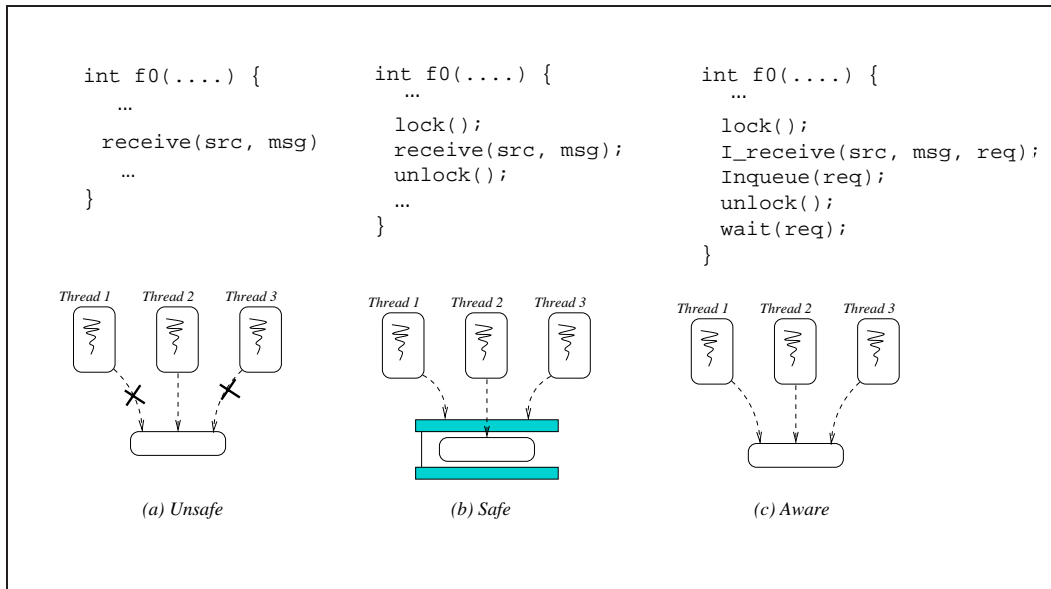 int f0(....) {
...
receive(src, msg)
...
}
int f0(....) {
...
lock();
receive(src, msg);
unlock();
...
}
int f0(....) {
...
lock();
I_receive(src, msg, req);
Inqueue(req);
unlock();
wait(req);
}
Thread 1 Thread 2 Thread 3
(a) Unsafe
Thread 1 Thread 2 Thread 3
(b) Safe
Thread 1 Thread 2 Thread 3
(c) Aware